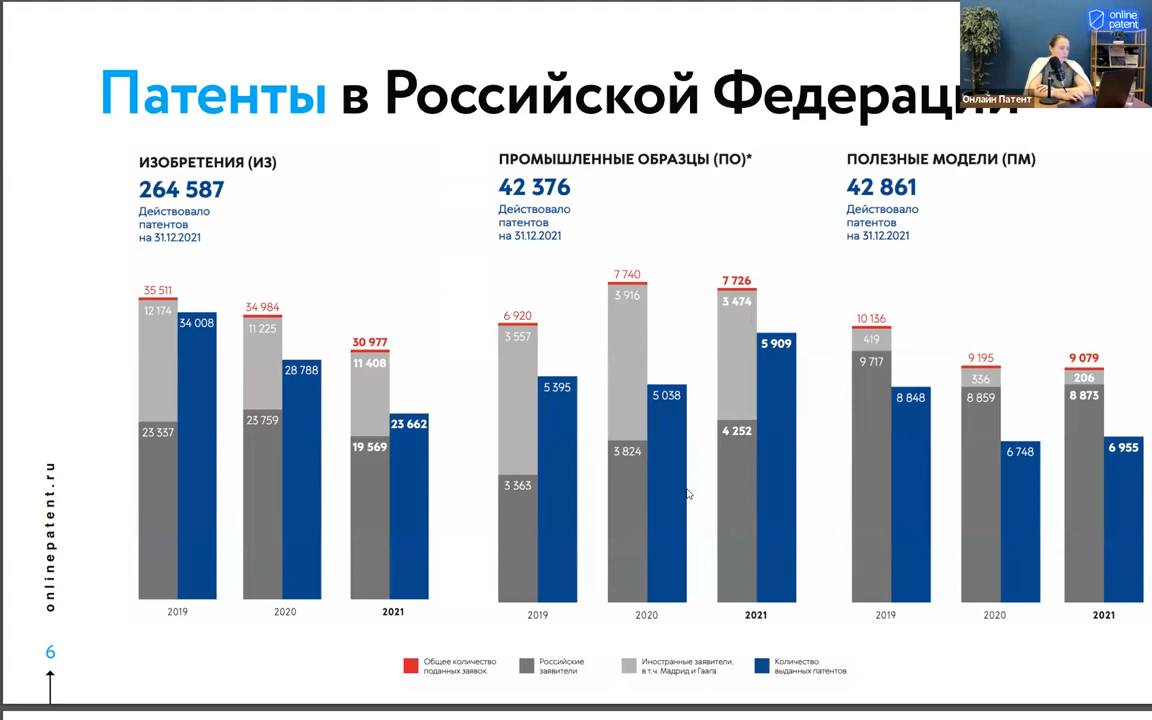 online
patent
Онлайн Патент
Патенты в Российской Федерац
ИЗОБРЕТЕНИЯ (ИЗ)
264 587
Действовало
патентов
на 31.12.2021
35 511
12 174
34 008
23 337
2019
34 984
11 225
28 788
23 759
2020
30 977
11 408
23 662
19 569
2021
ПРОМЫШЛЕННЫЕ ОБРАЗЦЫ (ПО)*
42 376
Действовало
патентов
на 31.12.2021
6 920
3 557
5 395
3 363
2019
7 740
3 916
5 038
3 824
2020
7 726
3 474
5 909
4 252
2021
ПОЛЕЗНЫЕ МОДЕЛИ (ПМ)
42 861
Действовало
патентов
на 31.12.2021
10 136
419
9 717
8 848
2019
9 195
336
8 859
6 748
2020
9 079
206
8 873
6 955
2021
Общее количество
поданных заявок
Российские
заявители
Иностранные заявители,
в т.ч. Мадрид и Гаага
Количество
выданных патентов
onlinepatent.ru
6